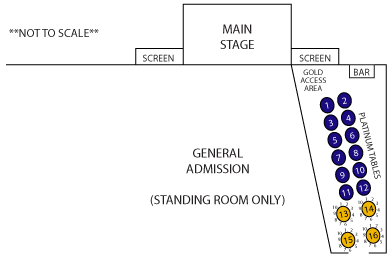 **NOT TO SCALE**
MAIN
STAGE
SCREEN
SCREEN
GOLD
ACCESS
AREA
BAR
1
2
3
4
5
6
7
8
9
10
11
12
PLATINUM TABLES
GENERAL
ADMISSION
(STANDING ROOM ONLY)
13
14
15
16